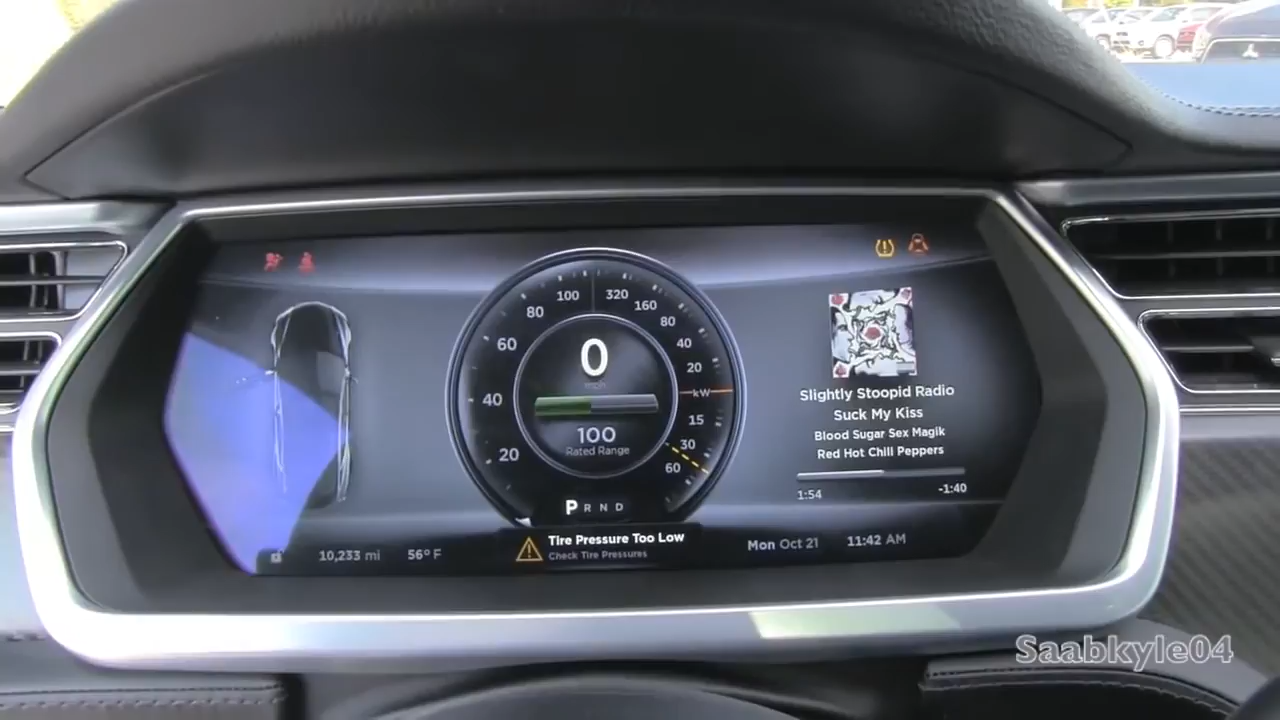 100
320
80
160
80
60
40
20
40
kW
15
20
30
60
0
mph
100
Rated Range
P R N D
Slightly Stoopid Radio
Suck My Kiss
Blood Sugar Sex Magik
Red Hot Chili Peppers
1:54
-1:40
10,233 mi
56° F
Tire Pressure Too Low
Check Tire Pressures
Mon Oct 21
11:42 AM
Saabkyle04